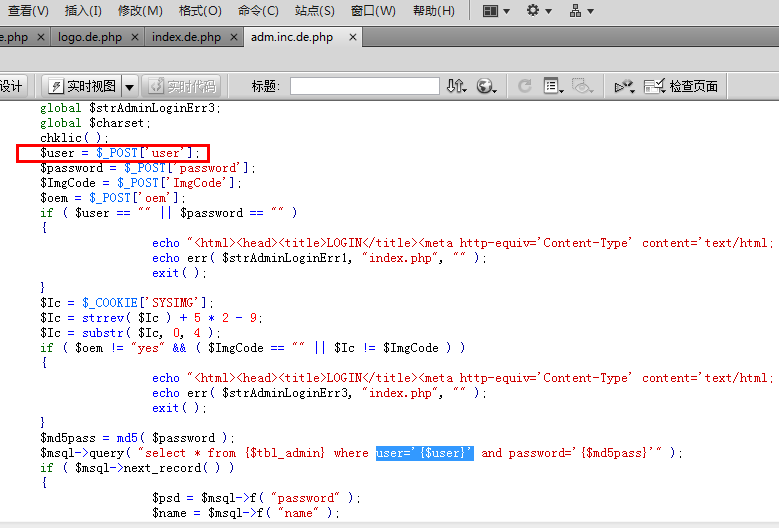 查看(V) 插入(I) 修改(M) 格式(O) 命令(C) 站点(S) 窗口(W) 帮助(H)
e.php × logo.de.php × index.de.php × adm.inc.de.php ×
设计 实时视图 实时代码 标题: 检查页面
global $strAdminLoginErr3;
global $charset;
chklic( );
$user = $_POST['user'];
$password = $_POST['password'];
$ImgCode = $_POST['ImgCode'];
$oem = $_POST['oem'];
if ( $user == "" || $password == "" )
{
echo "<html><head><title>LOGIN</title><meta http-equiv='Content-Type' content='text/html;
echo err( $strAdminLoginErr1, "index.php", "" );
exit( );
}
$Ic = $_COOKIE['SYSIMG'];
$Ic = strrev( $Ic ) + 5 * 2 - 9;
$Ic = substr( $Ic, 0, 4 );
if ( $oem != "yes" && ( $ImgCode == "" || $Ic != $ImgCode ) )
{
echo "<html><head><title>LOGIN</title><meta http-equiv='Content-Type' content='text/html;
echo err( $strAdminLoginErr3, "index.php", "" );
exit( );
}
$md5pass = md5( $password );
$msql->query( "select * from {$tbl_admin} where user='{$user}' and password='{$md5pass}'" );
if ( $msql->next_record( ) )
{
$psd = $msql->f( "password" );
$name = $msql->f( "name" );